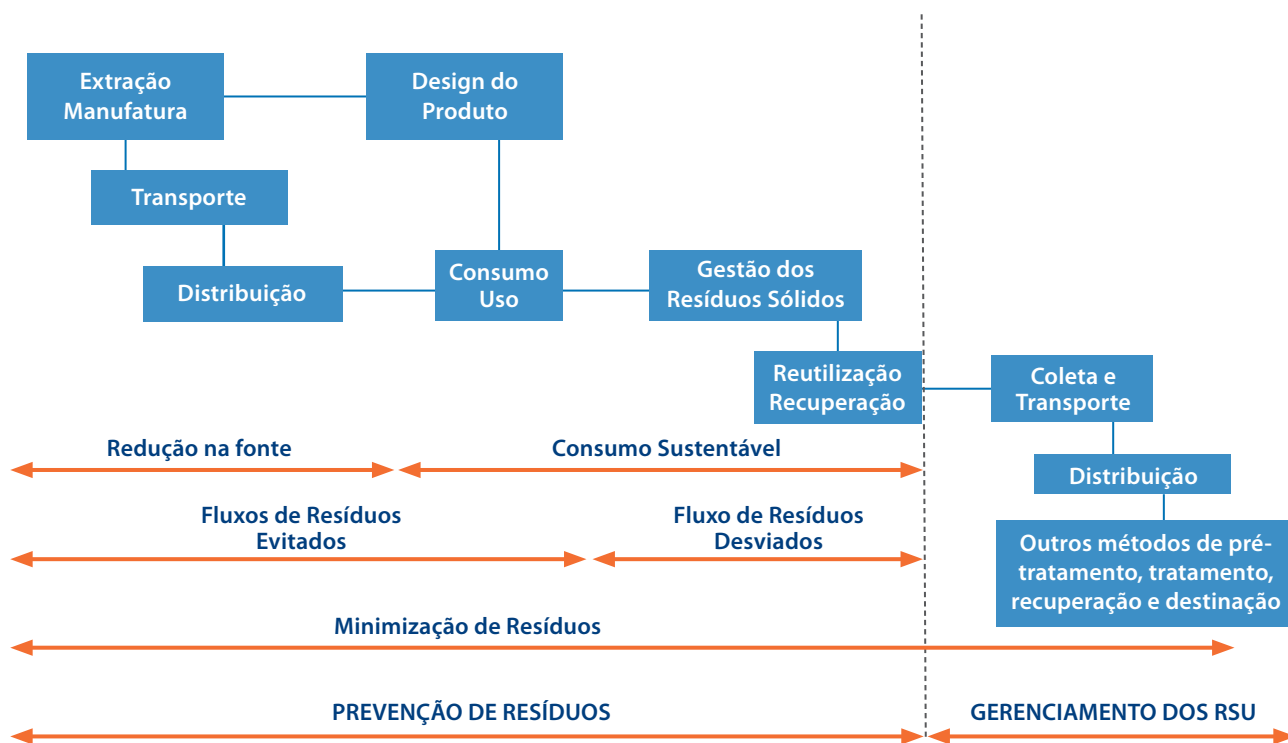 Extração
Manufatura
Design do
Produto
Transporte
Distribuição
Consumo
Uso
Gestão dos
Resíduos Sólidos
Reutilização
Recuperação
Coleta e
Transporte
Distribuição
Outros métodos de pré-
tratamento, tratamento,
recuperação e destinação
Redução na fonte
Consumo Sustentável
Fluxos de Resíduos
Evitados
Fluxo de Resíduos
Desviados
Minimização de Resíduos
PREVENÇÃO DE RESÍDUOS
GERENCIAMENTO DOS RSU